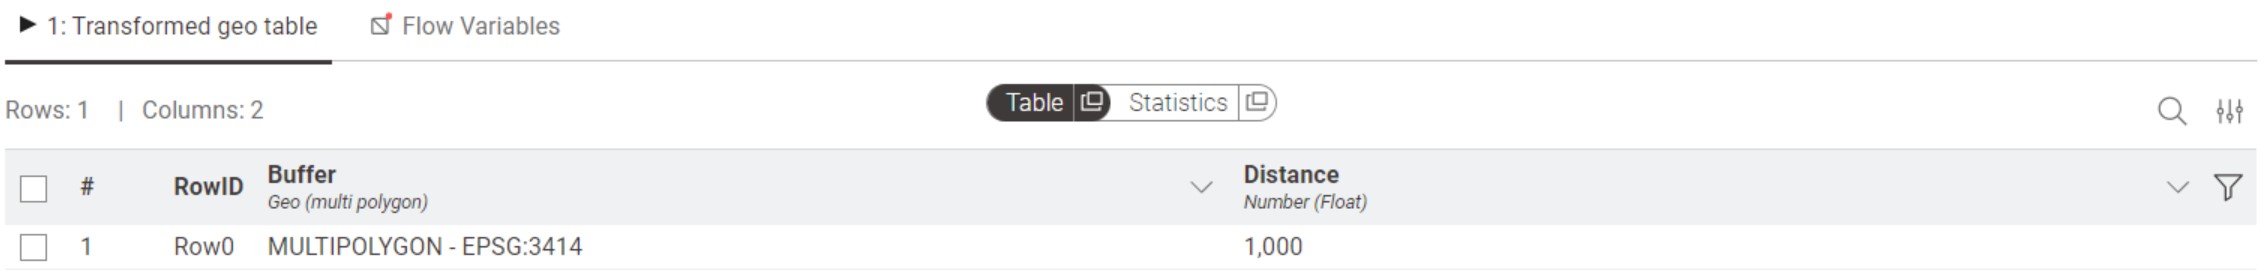 1: Transformed geo table Flow Variables
Rows: 1 | Columns: 2 Table Statistics
# RowID Buffer Distance
Geo (multi polygon) Number (Float)
1 Row0 MULTIPOLYGON - EPSG:3414 1,000